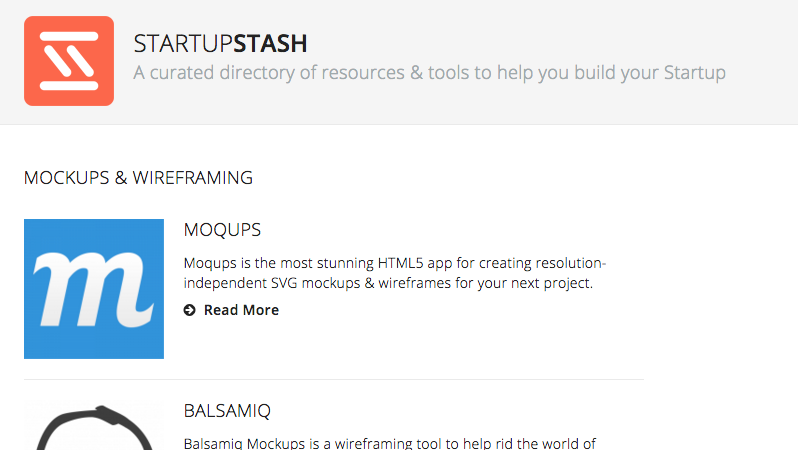 STARTUPSTASH
A curated directory of resources & tools to help you build your Startup
MOCKUPS & WIREFRAMING
m
MOQUPS
Moqups is the most stunning HTML5 app for creating resolution-
independent SVG mockups & wireframes for your next project.
Read More
BALSAMIQ
Balsamiq Mockups is a wireframing tool to help rid the world of